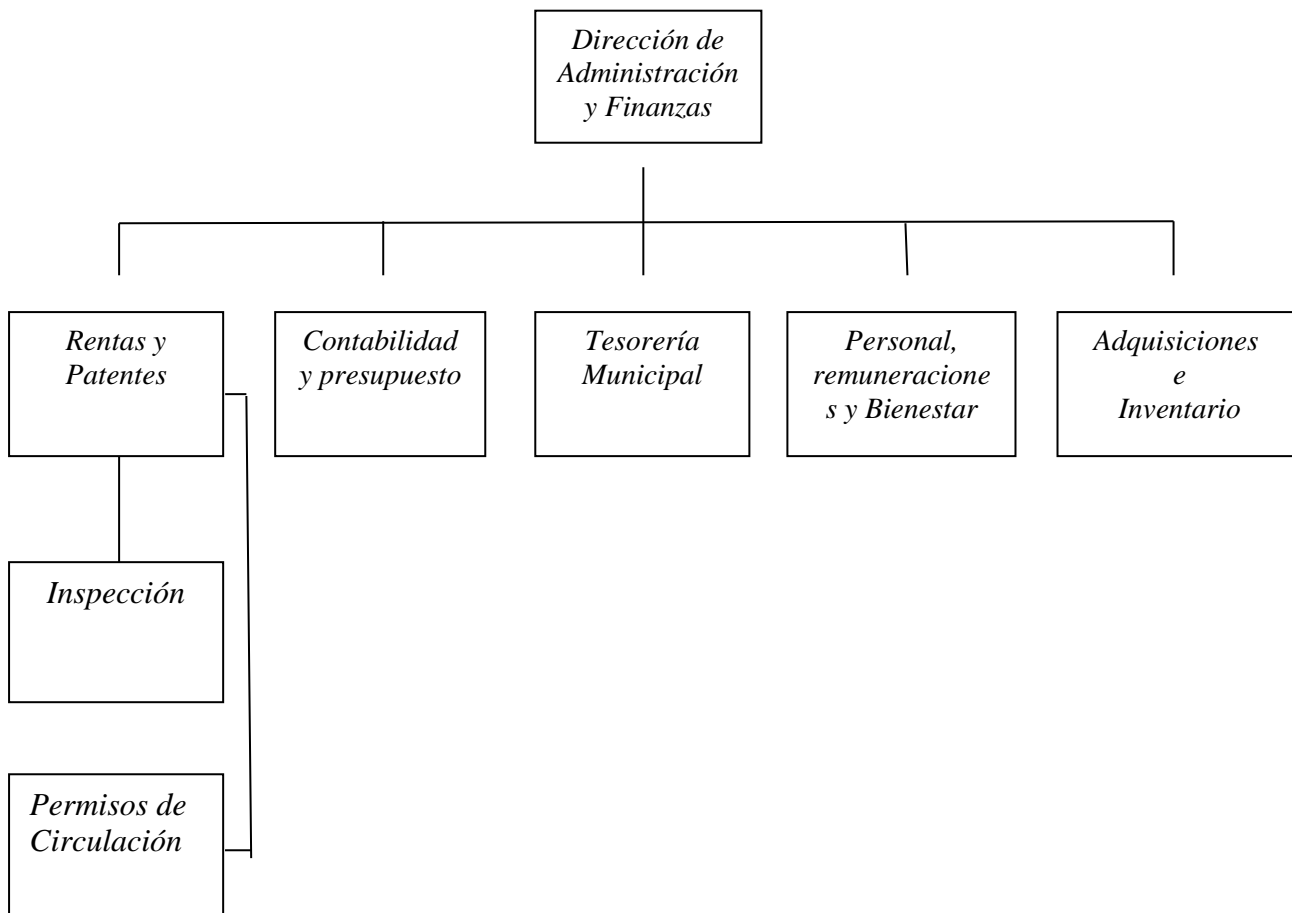 Dirección de
Administración
y Finanzas
Rentas y
Patentes
Contabilidad
y presupuesto
Tesorería
Municipal
Personal,
remuneracione
s y Bienestar
Adquisiciones
e
Inventario
Inspección
Permisos de
Circulación